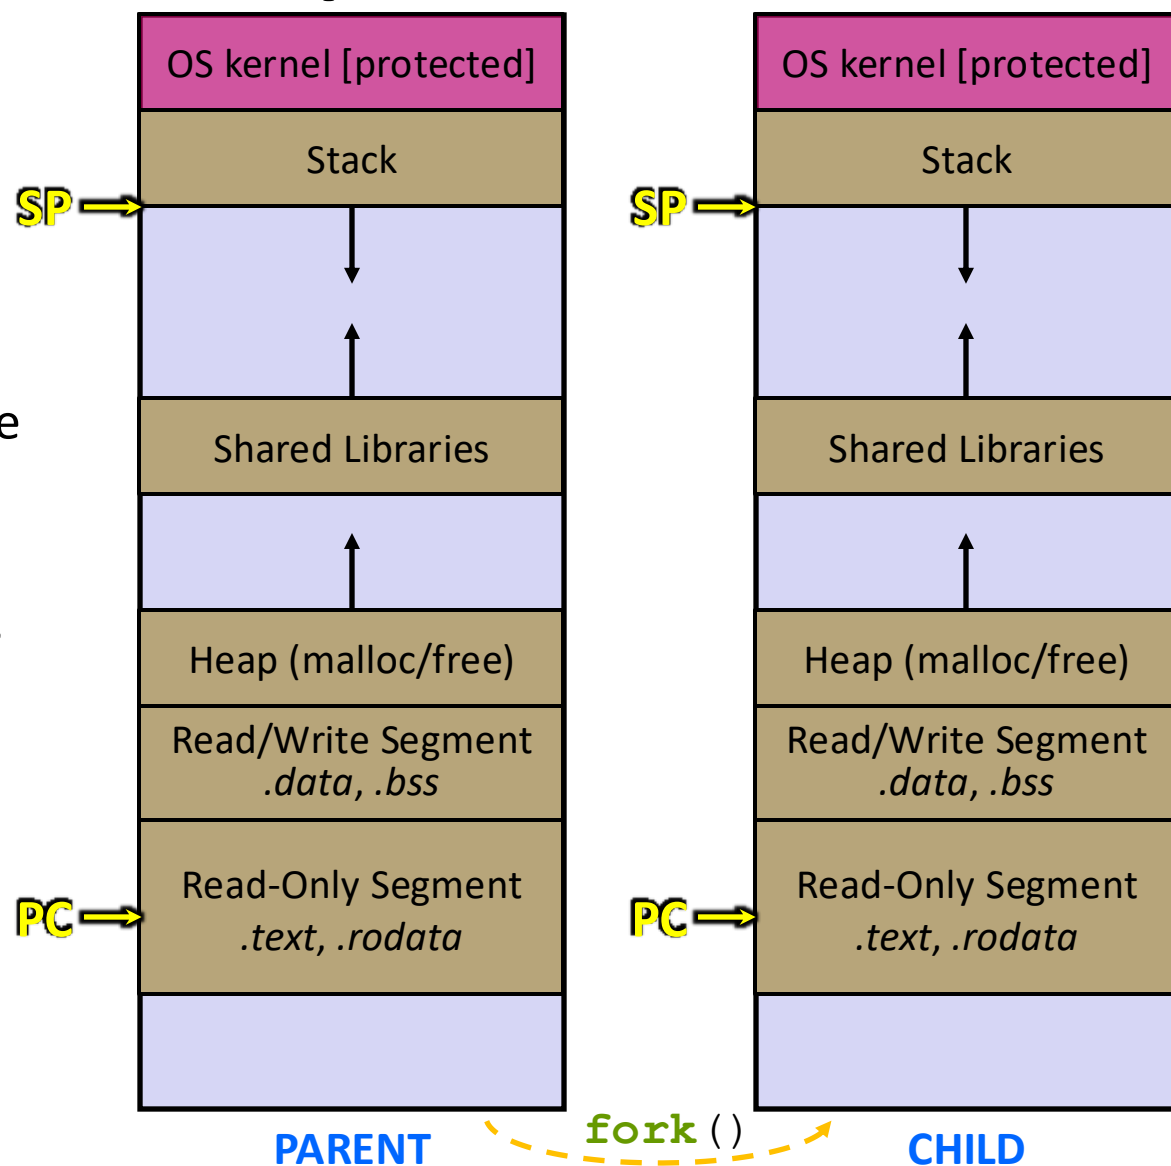 OS kernel [protected]
Stack
SP
Shared Libraries
Heap (malloc/free)
Read/Write Segment
.data, .bss
Read-Only Segment
.text, .rodata
PC
PARENT
fork()
OS kernel [protected]
Stack
SP
Shared Libraries
Heap (malloc/free)
Read/Write Segment
.data, .bss
Read-Only Segment
.text, .rodata
PC
CHILD
e